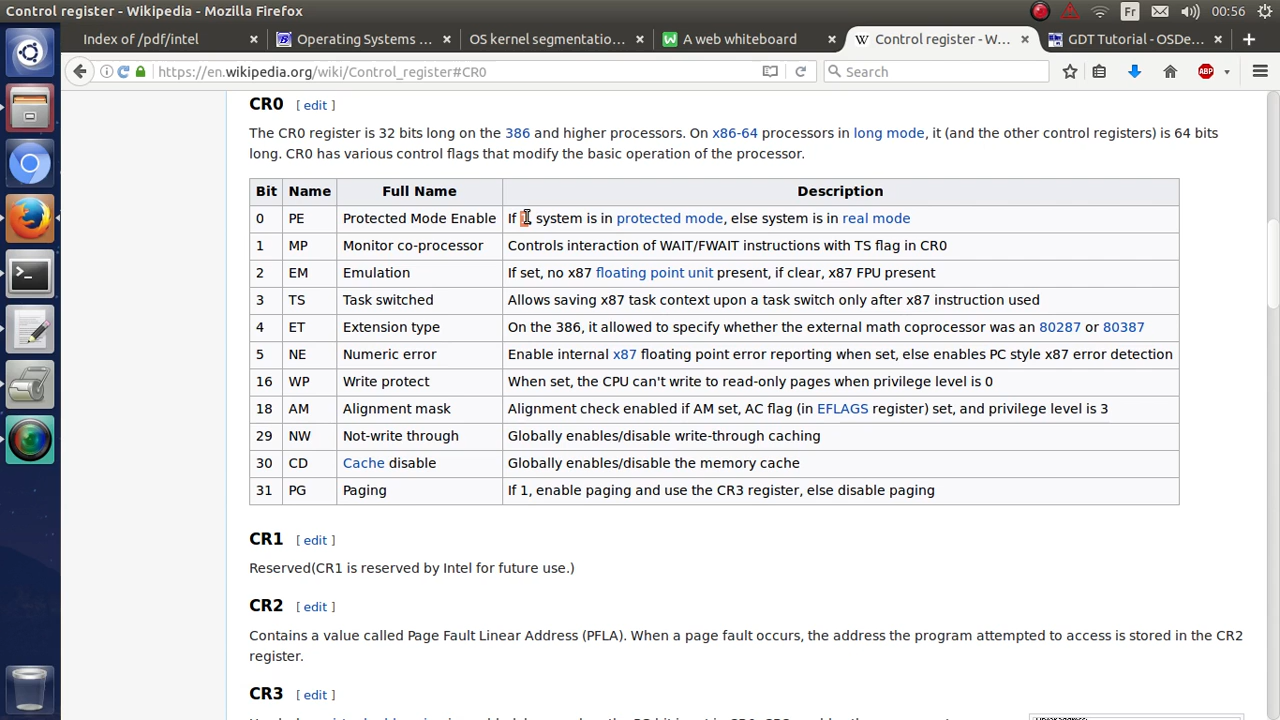 Control register - Wikipedia - Mozilla Firefox
Fr
00:56
Index of /pdf/intel
Operating Systems ...
OS kernel segmentatio...
A web whiteboard
Control register - W...
GDT Tutorial - OSDe...
https://en.wikipedia.org/wiki/Control_register#CR0
Search
ABP
CR0 [ edit ]
The CR0 register is 32 bits long on the 386 and higher processors. On x86-64 processors in long mode, it (and the other control registers) is 64 bits
long. CR0 has various control flags that modify the basic operation of the processor.
Bit Name Full Name Description
0 PE Protected Mode Enable If system is in protected mode, else system is in real mode
1 MP Monitor co-processor Controls interaction of WAIT/FWAIT instructions with TS flag in CR0
2 EM Emulation If set, no x87 floating point unit present, if clear, x87 FPU present
3 TS Task switched Allows saving x87 task context upon a task switch only after x87 instruction used
4 ET Extension type On the 386, it allowed to specify whether the external math coprocessor was an 80287 or 80387
5 NE Numeric error Enable internal x87 floating point error reporting when set, else enables PC style x87 error detection
16 WP Write protect When set, the CPU can't write to read-only pages when privilege level is 0
18 AM Alignment mask Alignment check enabled if AM set, AC flag (in EFLAGS register) set, and privilege level is 3
29 NW Not-write through Globally enables/disable write-through caching
30 CD Cache disable Globally enables/disable the memory cache
31 PG Paging If 1, enable paging and use the CR3 register, else disable paging
CR1 [ edit ]
Reserved(CR1 is reserved by Intel for future use.)
CR2 [ edit ]
Contains a value called Page Fault Linear Address (PFLA). When a page fault occurs, the address the program attempted to access is stored in the CR2
register.
CR3 [ edit ]